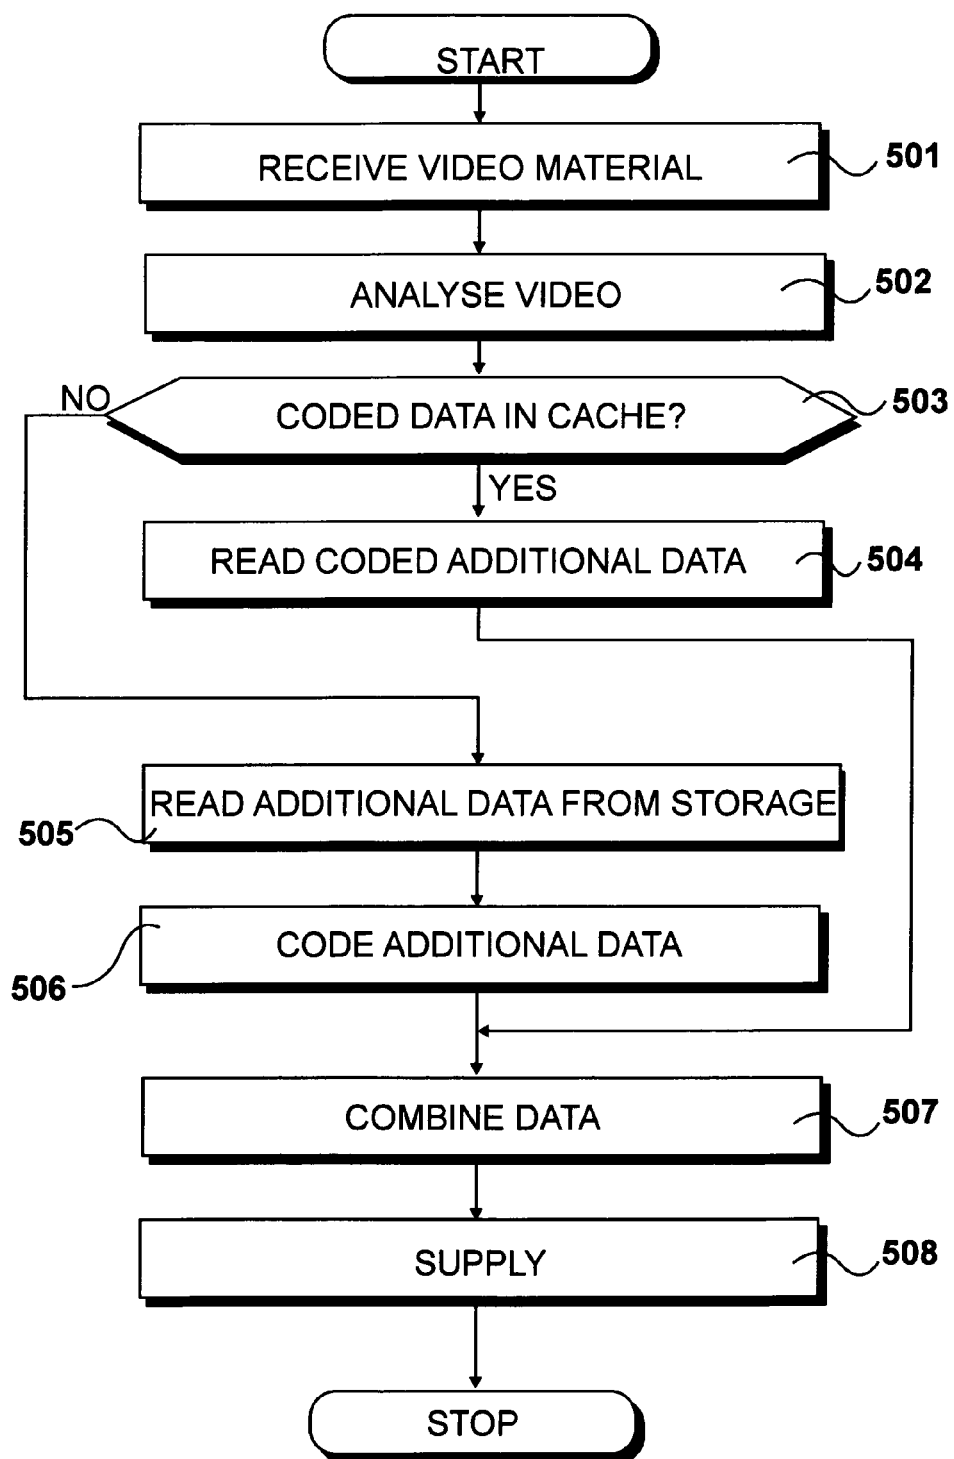 START
RECEIVE VIDEO MATERIAL
501
ANALYSE VIDEO
502
NO
CODED DATA IN CACHE?
503
YES
READ CODED ADDITIONAL DATA
504
READ ADDITIONAL DATA FROM STORAGE
505
CODE ADDITIONAL DATA
506
COMBINE DATA
507
SUPPLY
508
STOP